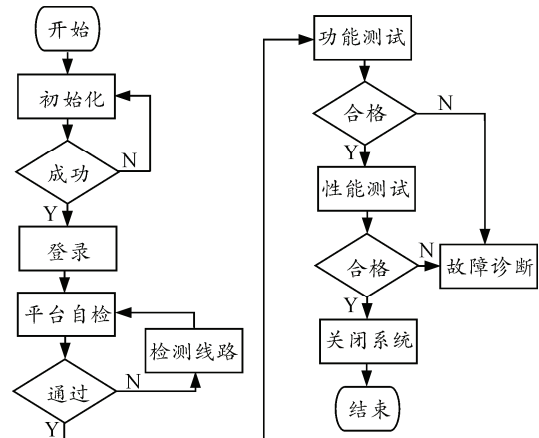 开始
初始化
成功
N
Y
登录
平台自检
检测线路
通过
N
Y
功能测试
合格
N
Y
性能测试
合格
N
Y
故障诊断
关闭系统
结束